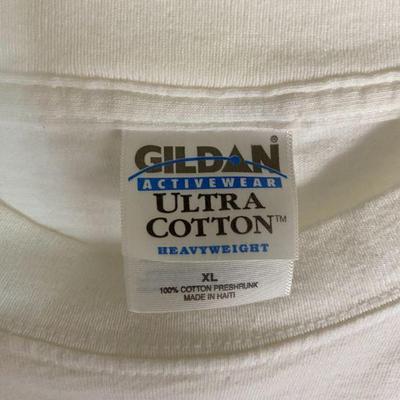 GILDAN®
ACTIVEWEAR
ULTRA
COTTON™
HEAVYWEIGHT
XL
100% COTTON PRESHRUNK
MADE IN HAITI